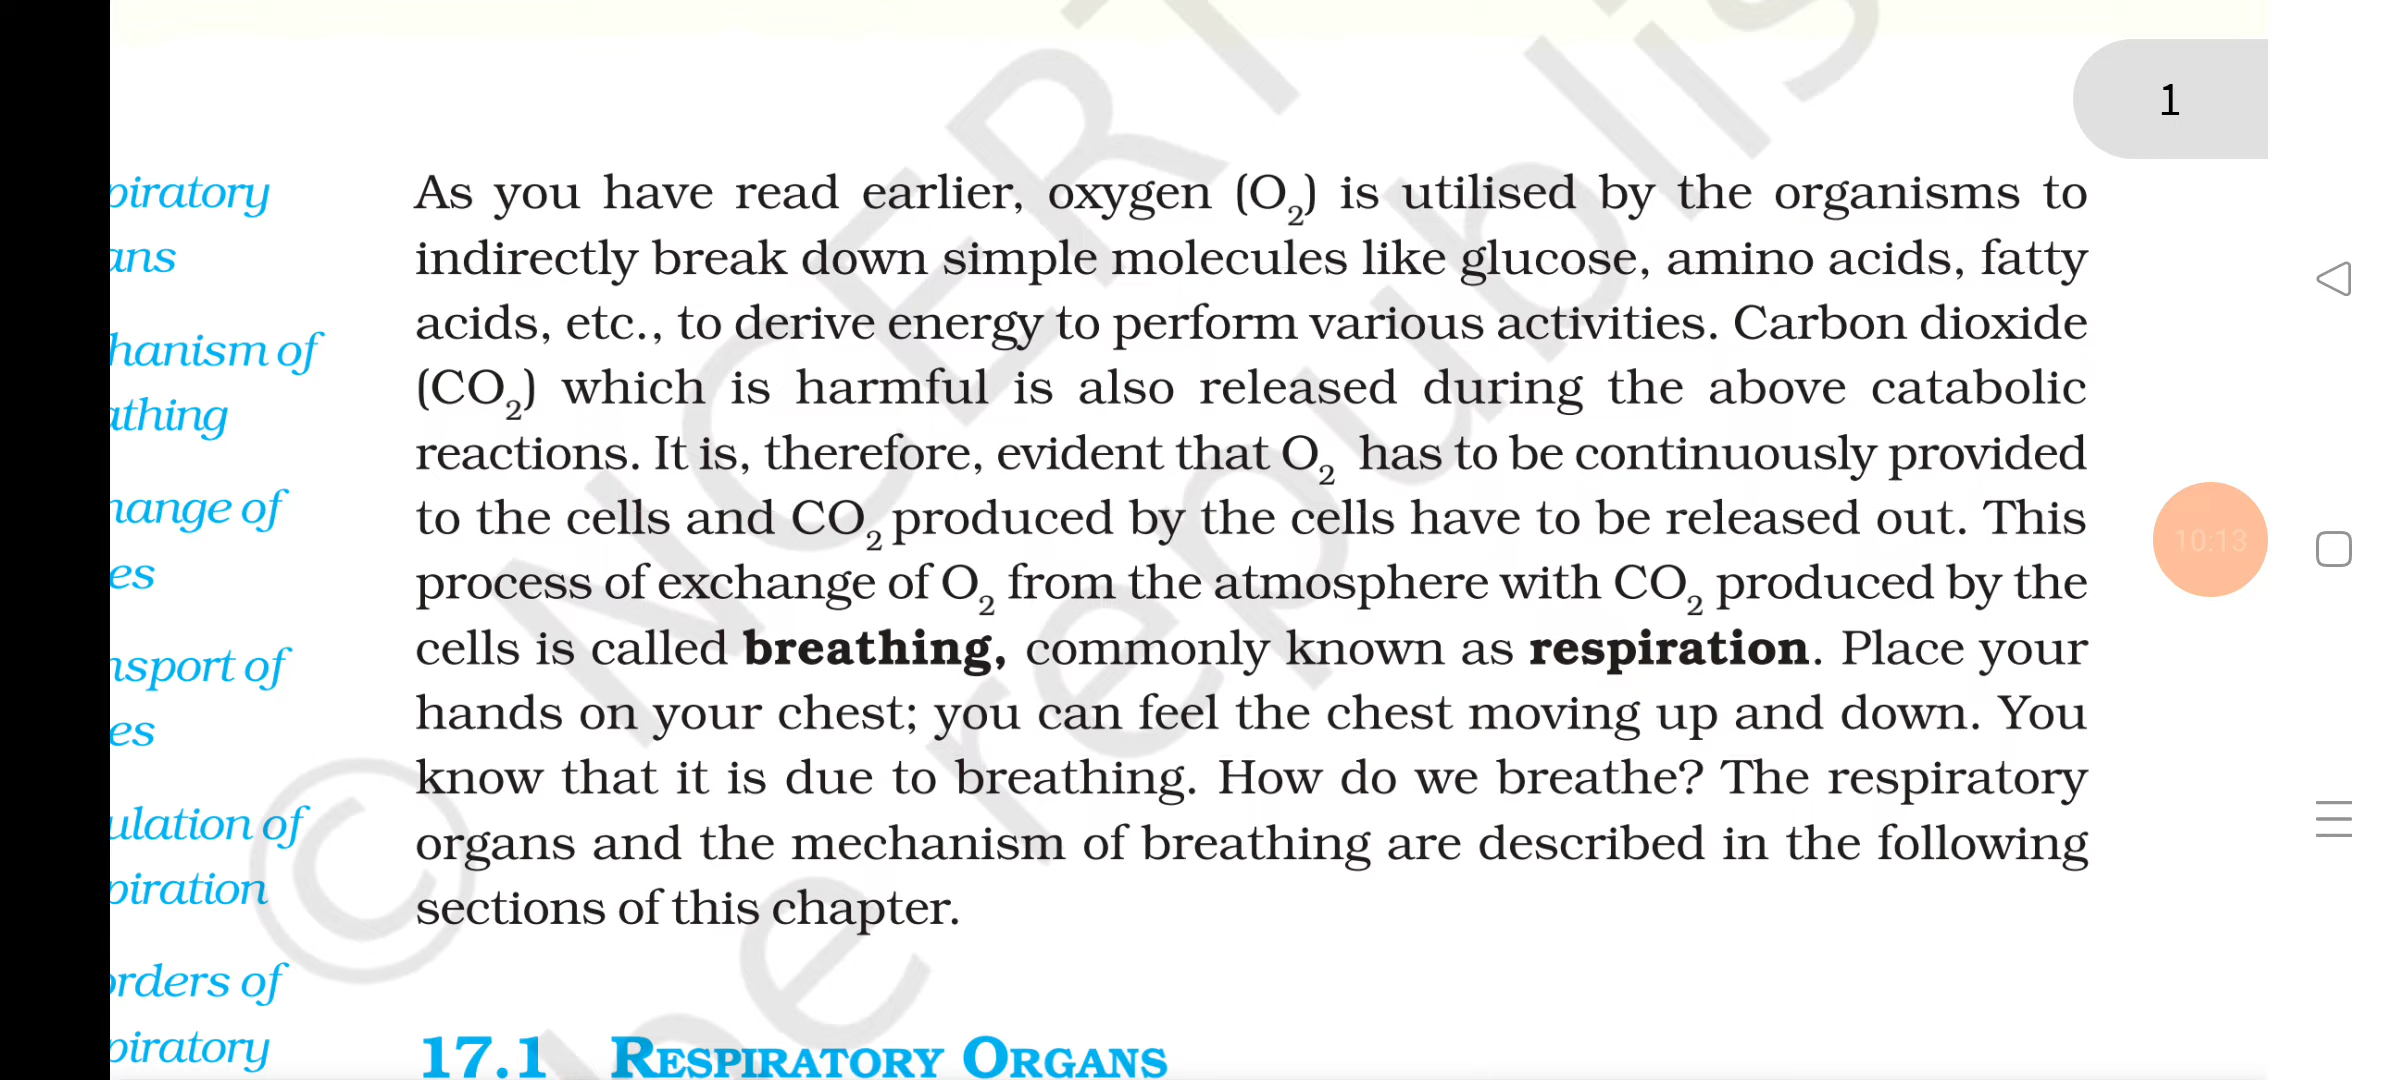 1
piratory
ans
hanism of
athing
hange of
es
nsport of
es
ulation of
piration
orders of
piratory
As you have read earlier, oxygen (O₂) is utilised by the organisms to
indirectly break down simple molecules like glucose, amino acids, fatty
acids, etc., to derive energy to perform various activities. Carbon dioxide
(CO₂) which is harmful is also released during the above catabolic
reactions. It is, therefore, evident that O₂ has to be continuously provided
to the cells and CO₂ produced by the cells have to be released out. This
process of exchange of O₂ from the atmosphere with CO₂ produced by the
cells is called breathing, commonly known as respiration. Place your
hands on your chest; you can feel the chest moving up and down. You
know that it is due to breathing. How do we breathe? The respiratory
organs and the mechanism of breathing are described in the following
sections of this chapter.
17.1 RESPIRATORY ORGANS
10:13
© NCERT
be republis